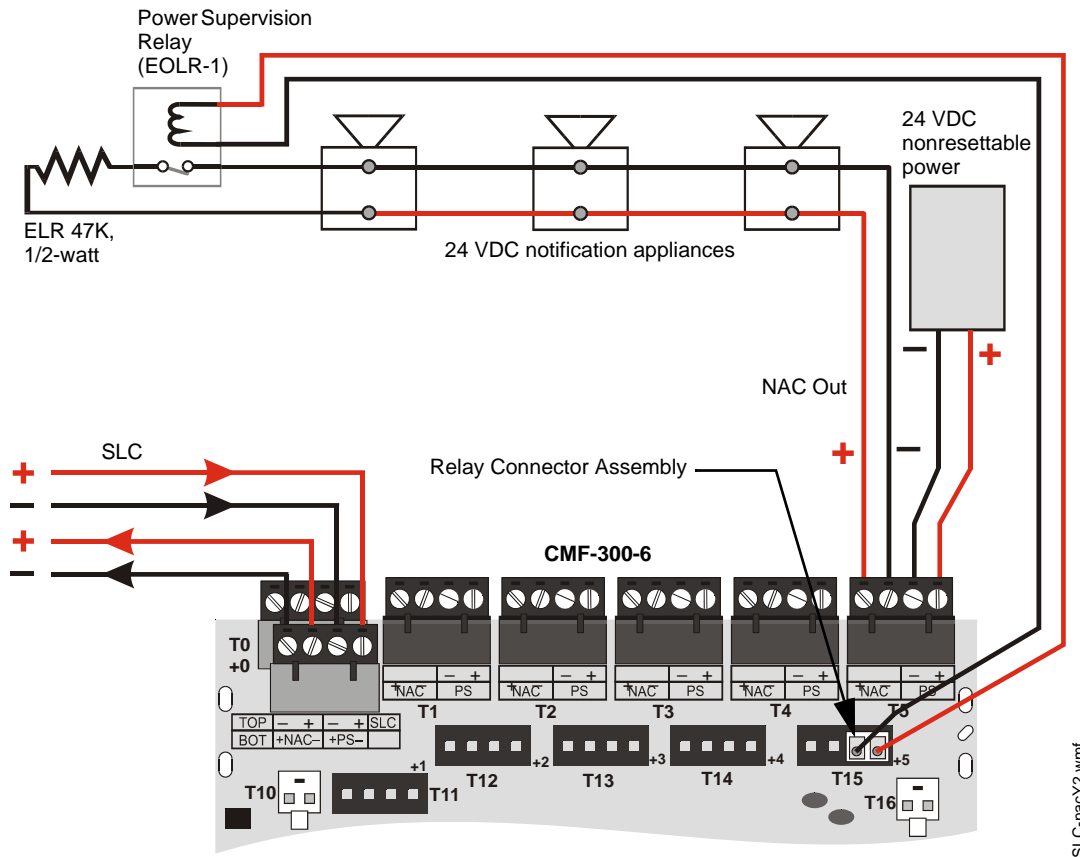 Power Supervision
Relay
(EOLR-1)
24 VDC
nonresettable
power
ELR 47K,
1/2-watt
24 VDC notification appliances
− +
NAC Out
+ −
SLC
+
−
+
−
Relay Connector Assembly
CMF-300-6
T0
+0
− + − + − + − + − +
+NAC− PS +NAC− PS +NAC− PS +NAC− PS +NAC− PS
T1 T2 T3 T4 T5
TOP − + − + SLC
BOT +NAC− +PS−
+1 +2 +3 +4 +5
T10 T11 T12 T13 T14 T15 T16
SLC-nacY2.wmf